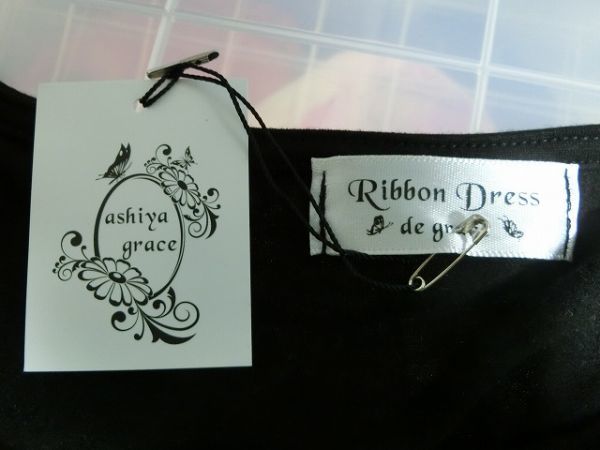 ashiya
grace
Ribbon Dress
de